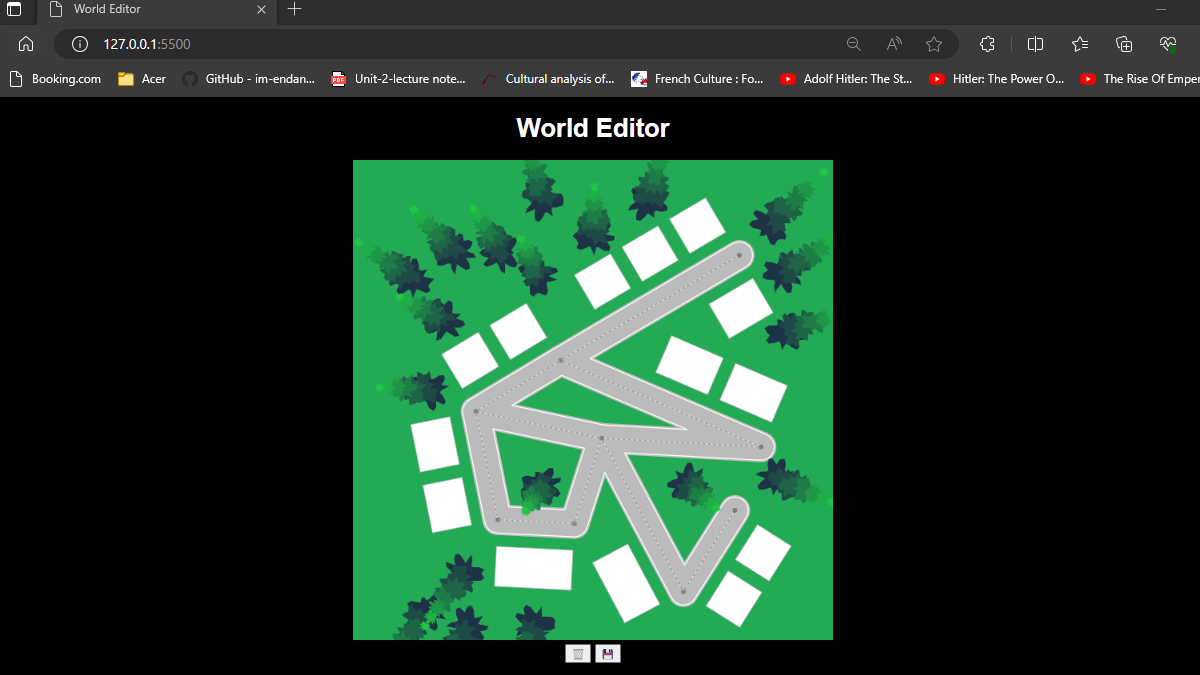 World Editor
127.0.0.1:5500
Booking.com Acer GitHub - im-endan... PDF Unit-2-lecture note... Cultural analysis of... French Culture : Fo... Adolf Hitler: The St... Hitler: The Power O... The Rise Of Emper
World Editor